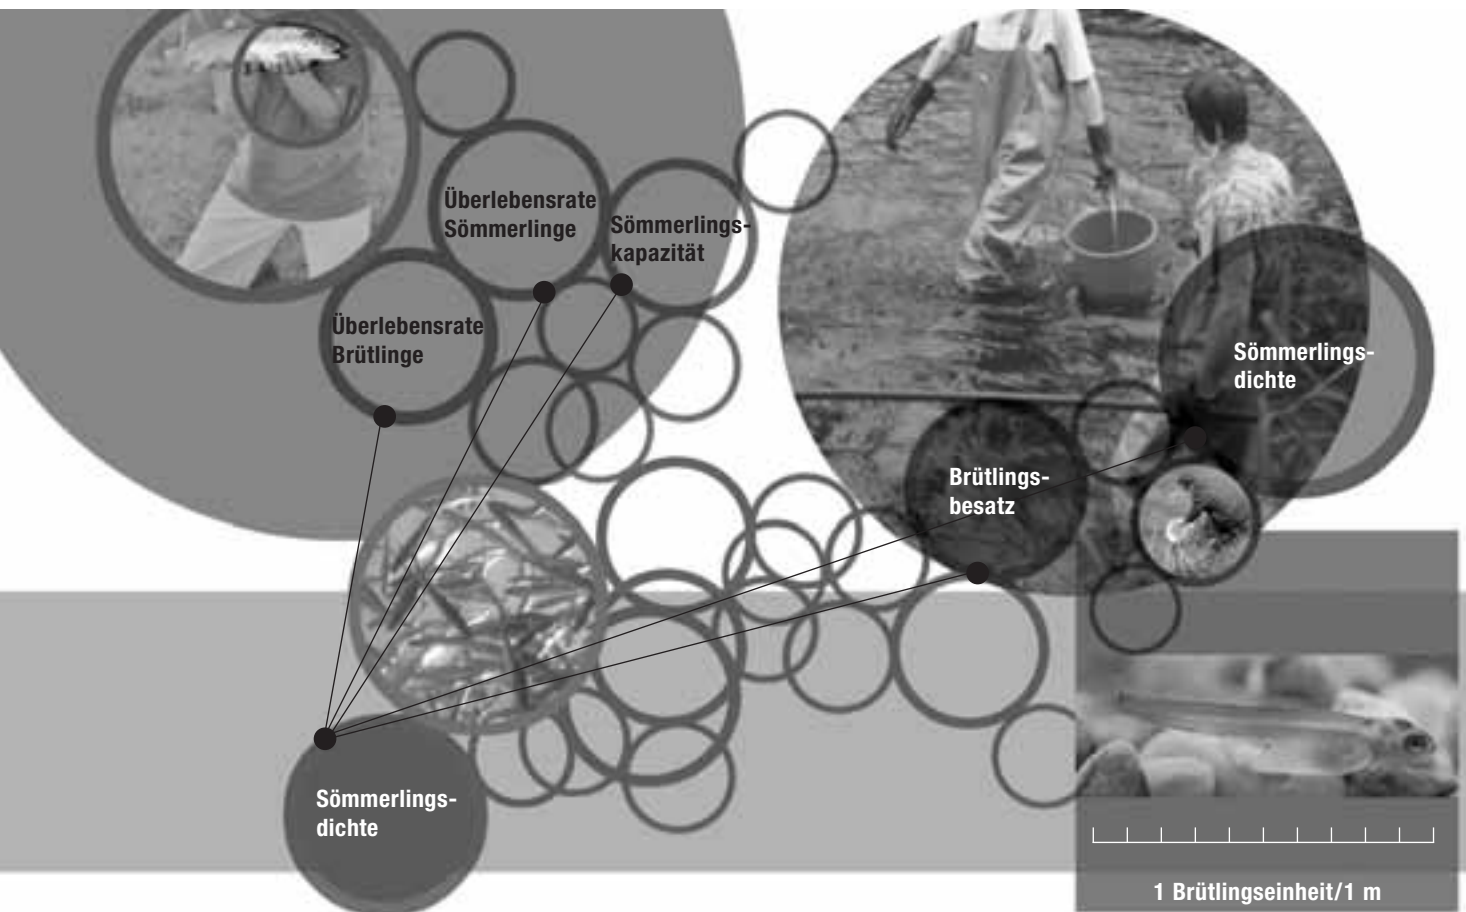 Überlebensrate
Sömmerlinge
Sömmerlings-
kapazität
Überlebensrate
Brütlinge
Sömmerlings-
dichte
Brütlings-
besatz
Sömmerlings-
dichte
1 Brütlingseinheit/1 m